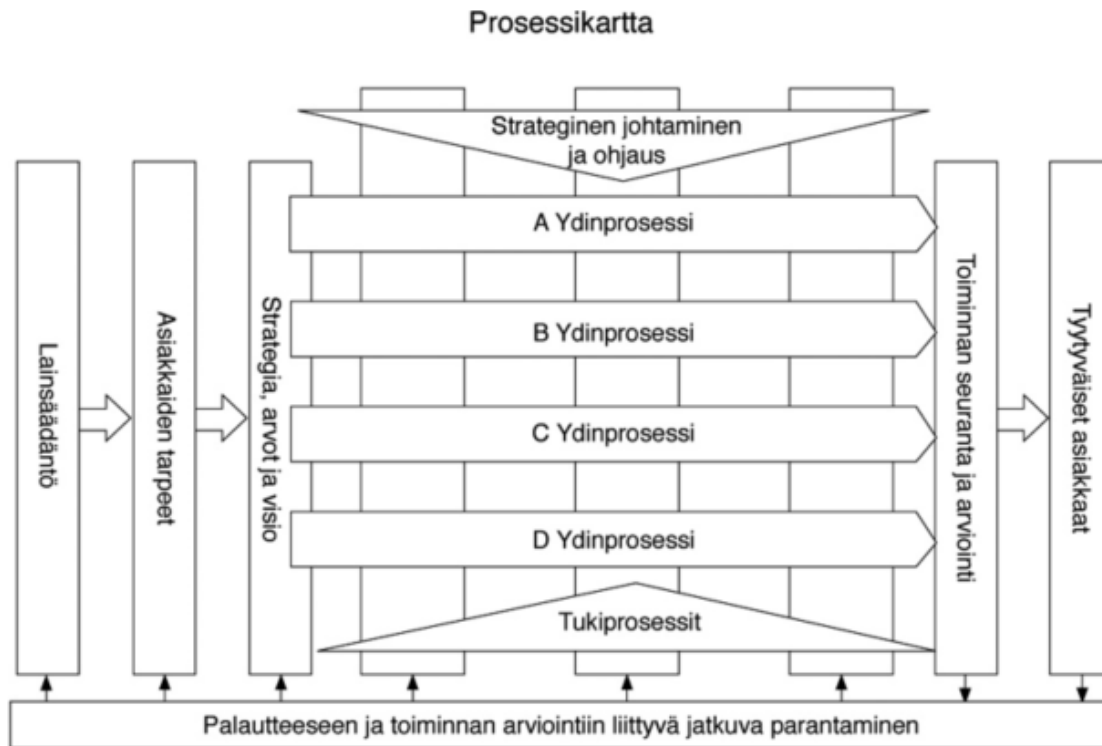 Prosessikartta
Strateginen johtaminen
ja ohjaus
Lainsäädäntö
Asiakkaiden tarpeet
Strategia, arvot ja visio
A Ydinprosessi
B Ydinprosessi
C Ydinprosessi
D Ydinprosessi
Tukiprosessit
Toiminnan seuranta ja arviointi
Tyytyväiset asiakkaat
Palautteeseen ja toiminnan arviointiin liittyvä jatkuva parantaminen